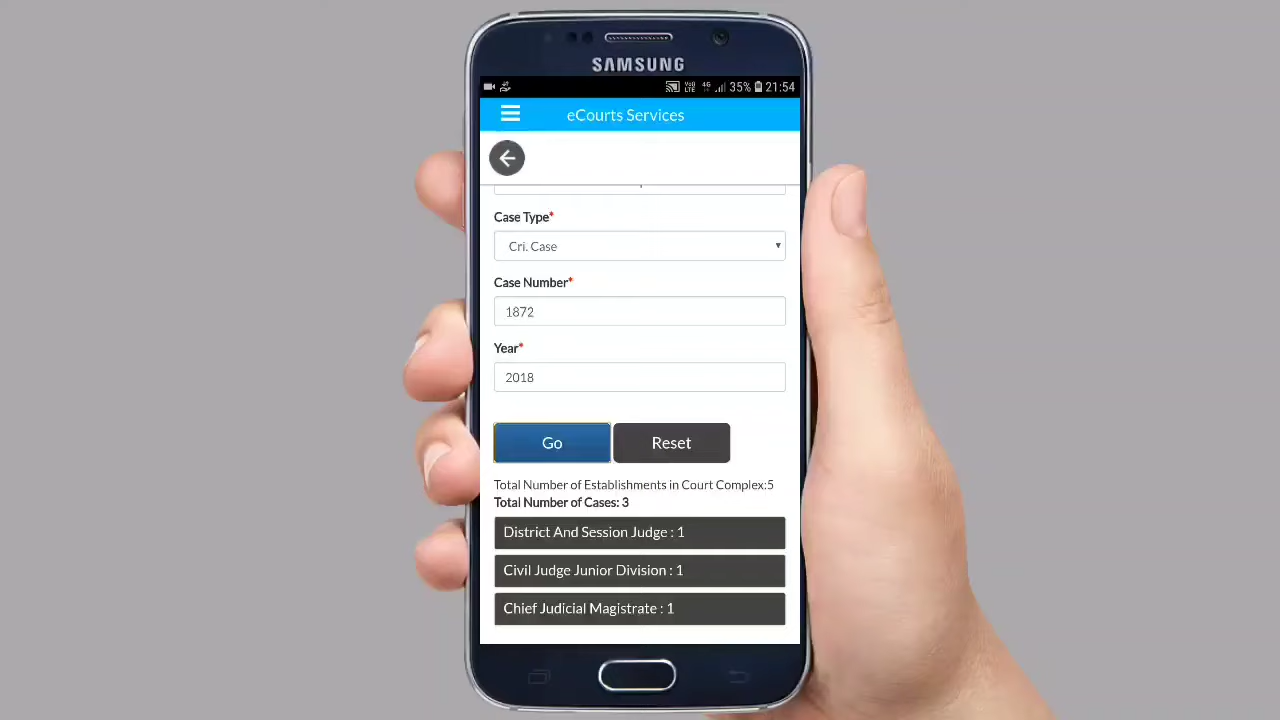 SAMSUNG
35% 21:54
eCourts Services
Case Type*
Cri. Case
Case Number*
1872
Year*
2018
Go Reset
Total Number of Establishments in Court Complex:5
Total Number of Cases: 3
District And Session Judge : 1
Civil Judge Junior Division : 1
Chief Judicial Magistrate : 1